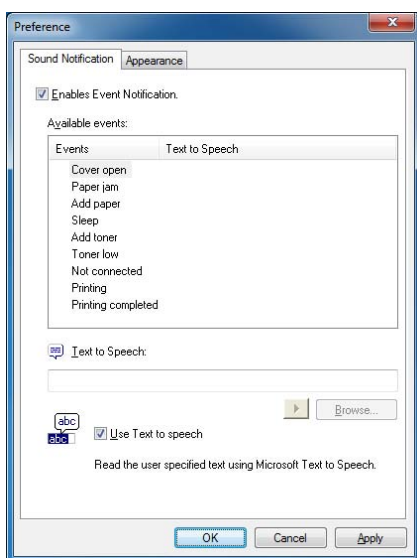 Preference
Sound Notification Appearance
Enables Event Notification.
Available events:
Events Text to Speech
Cover open
Paper jam
Add paper
Sleep
Add toner
Toner low
Not connected
Printing
Printing completed
Text to Speech:
Browse...
abc
abc
Use Text to speech
Read the user specified text using Microsoft Text to Speech.
OK Cancel Apply